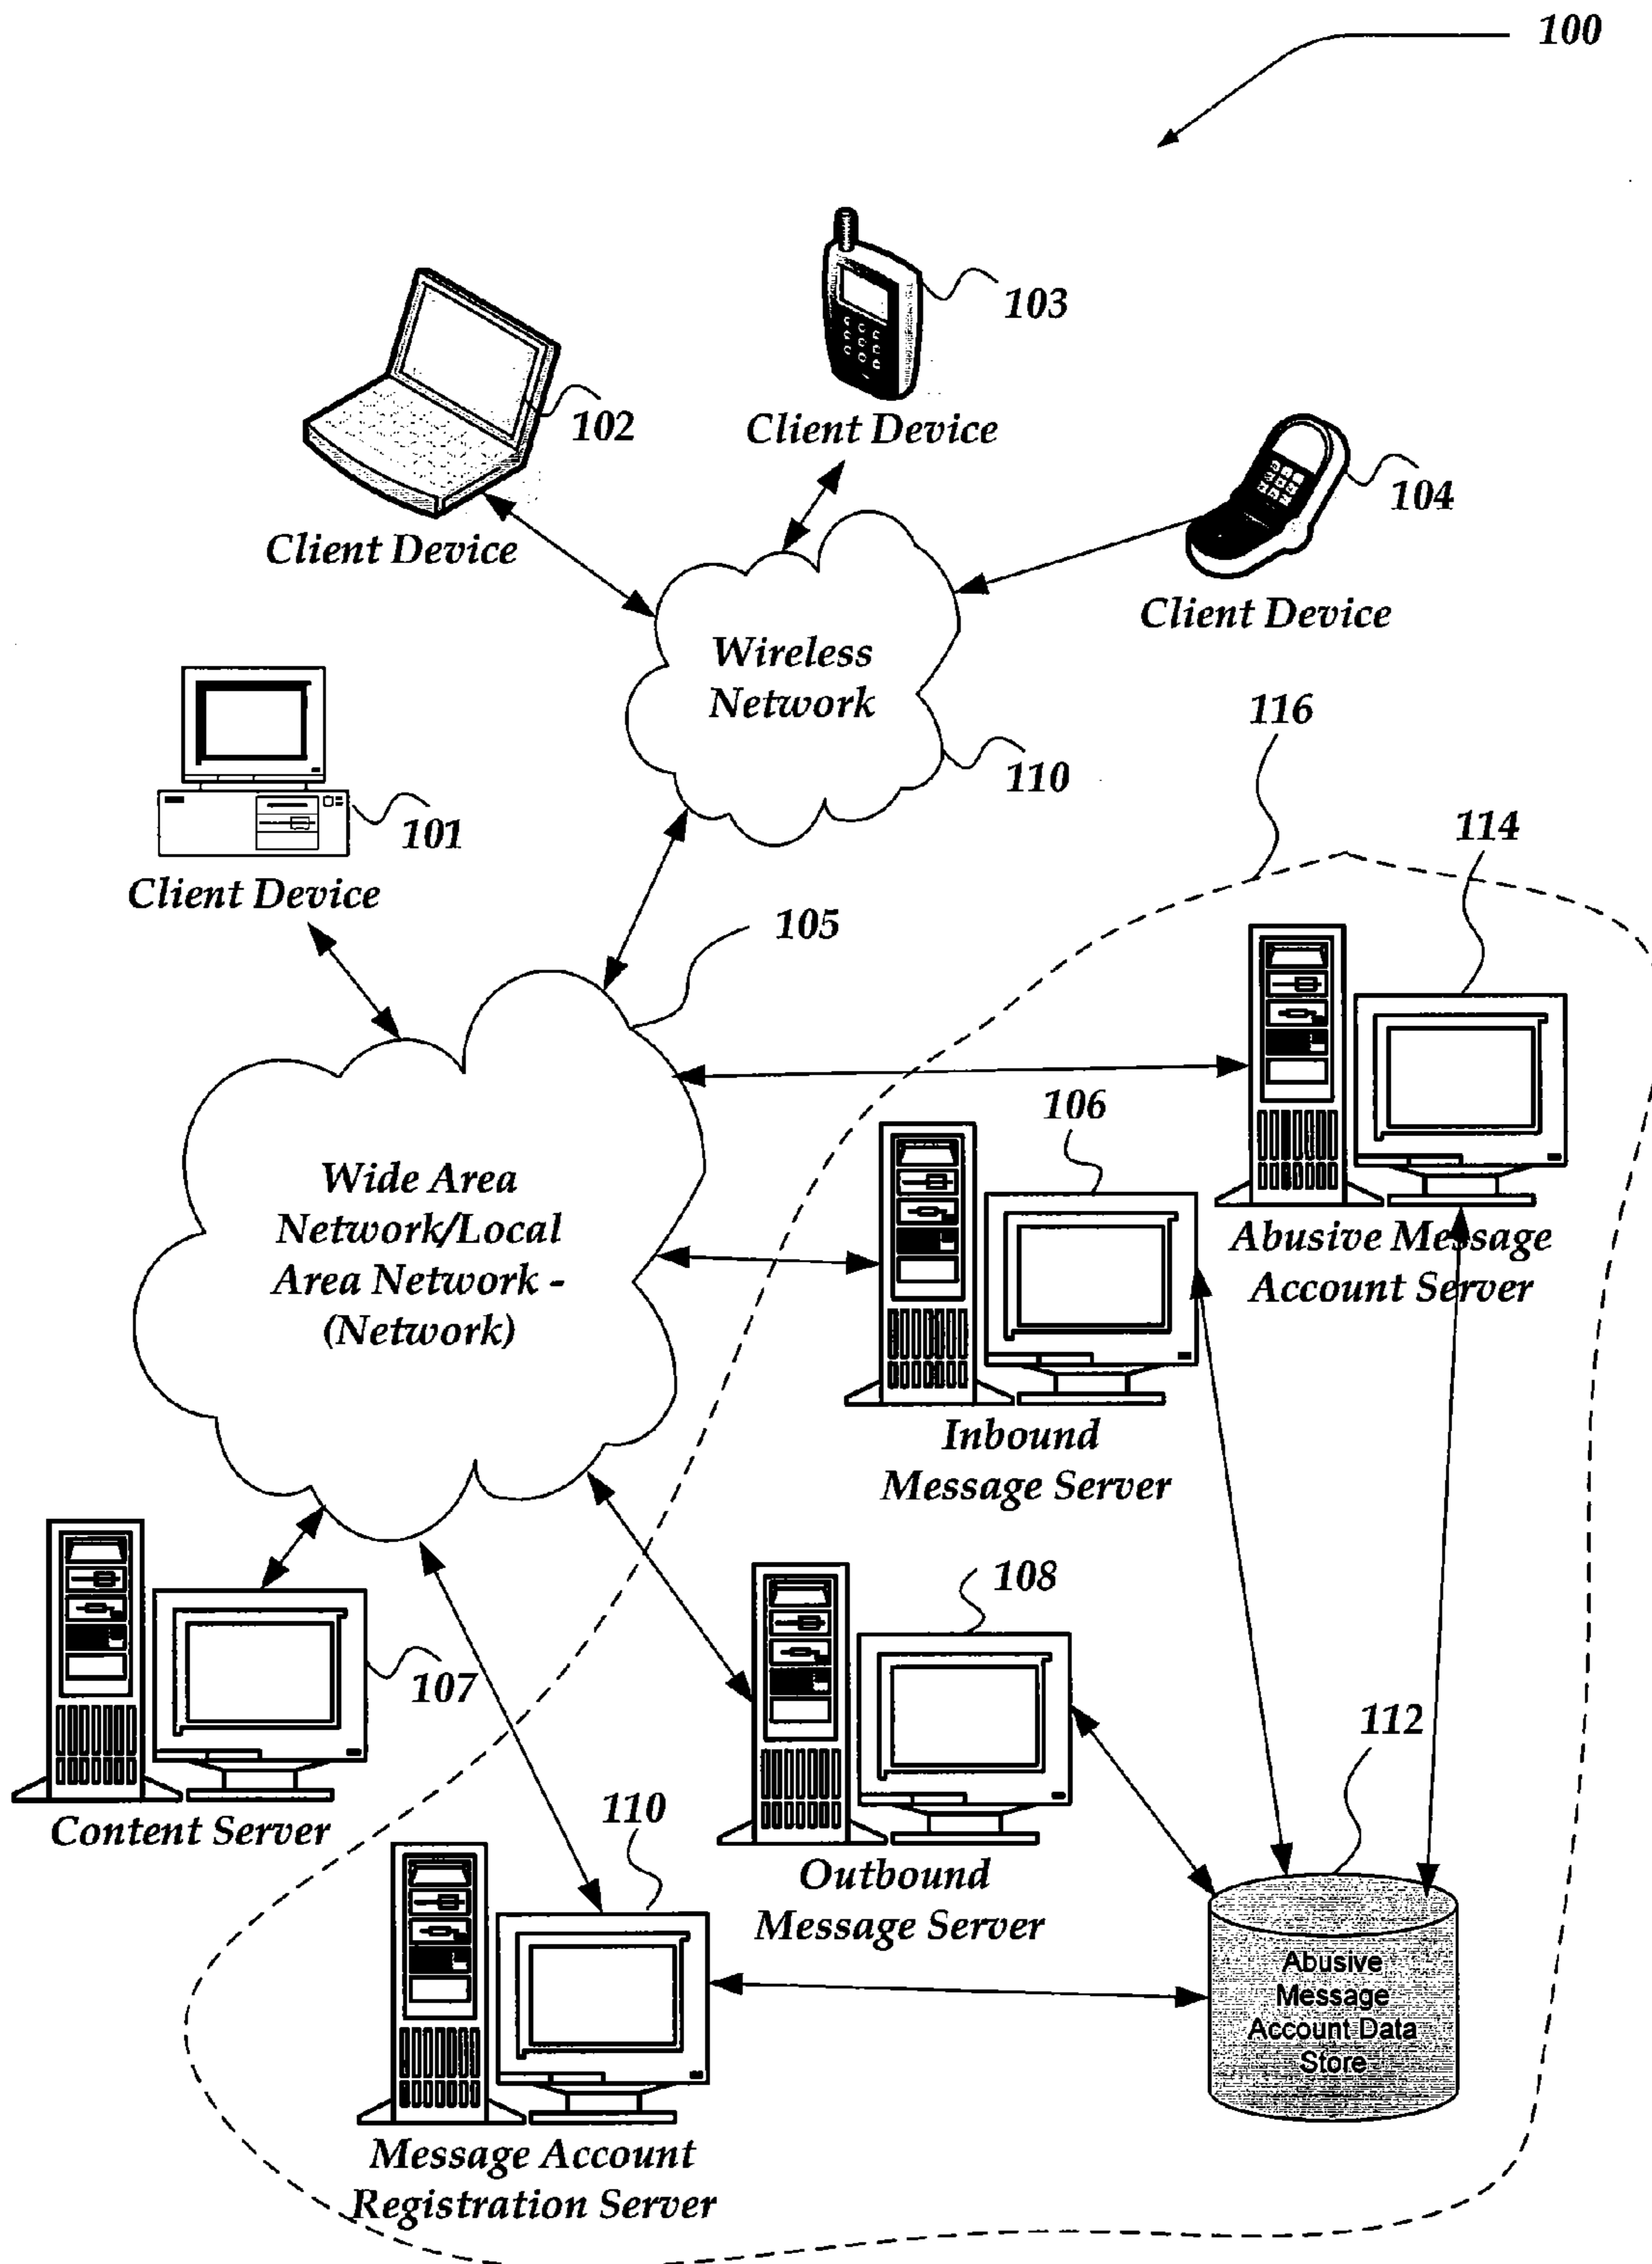 100
103
Client Device
102
Client Device
104
Client Device
Wireless
Network
110
116
101
Client Device
114
105
106
Wide Area
Network/Local
Area Network -
(Network)
Abusive Message
Account Server
Inbound
Message Server
108
107
Content Server
112
110
Outbound
Message Server
Abusive
Message
Account Data
Store
Message Account
Registration Server